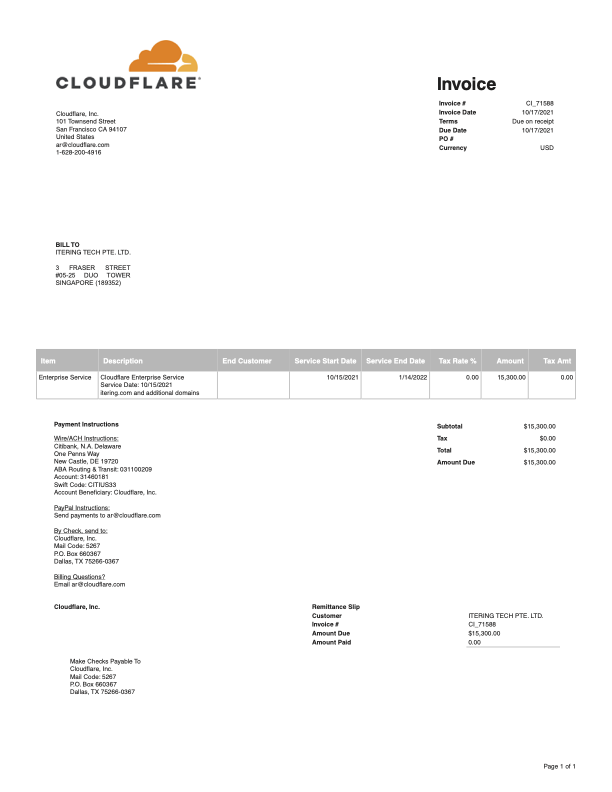 CLOUDFLARE
Invoice
Invoice # CI_71588
Invoice Date 10/17/2021
Terms Due on receipt
Due Date 10/17/2021
PO #
Currency USD
Cloudflare, Inc.
101 Townsend Street
San Francisco CA 94107
United States
ar@cloudflare.com
1-628-200-4916
BILL TO
ITERING TECH PTE. LTD.
3 FRASER STREET
#05-25 DUO TOWER
SINGAPORE (189352)
Item Description End Customer Service Start Date Service End Date Tax Rate % Amount Tax Amt
Enterprise Service Cloudflare Enterprise Service 10/15/2021 1/14/2022 0.00 15,300.00 0.00
Service Date: 10/15/2021
itering.com and additional domains
Payment Instructions
Wire/ACH Instructions:
Citibank, N.A. Delaware
One Penns Way
New Castle, DE 19720
ABA Routing & Transit: 031100209
Account: 31460181
Swift Code: CITIUS33
Account Beneficiary: Cloudflare, Inc.
PayPal Instructions:
Send payments to ar@cloudflare.com
By Check, send to:
Cloudflare, Inc.
Mail Code: 5267
P.O. Box 660367
Dallas, TX 75266-0367
Billing Questions?
Email ar@cloudflare.com
Subtotal $15,300.00
Tax $0.00
Total $15,300.00
Amount Due $15,300.00
Cloudflare, Inc.
Remittance Slip
Customer ITERING TECH PTE. LTD.
Invoice # CI_71588
Amount Due $15,300.00
Amount Paid 0.00
Make Checks Payable To
Cloudflare, Inc.
Mail Code: 5267
P.O. Box 660367
Dallas, TX 75266-0367
Page 1 of 1